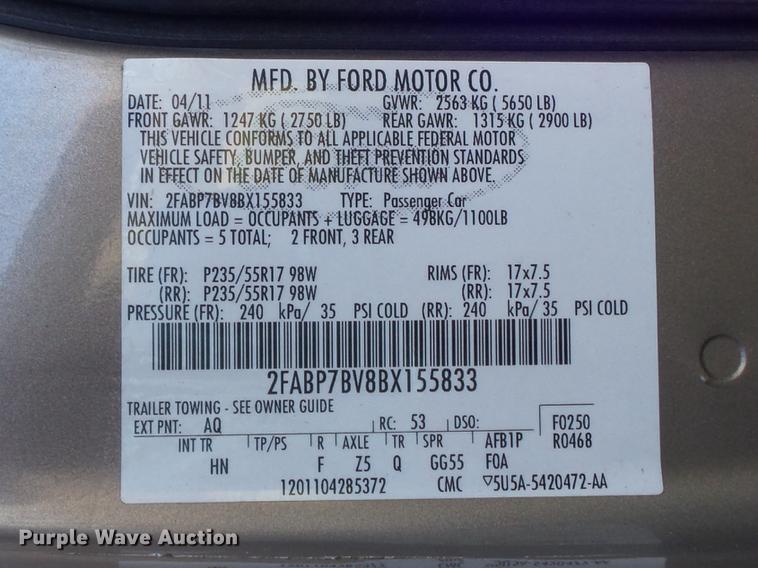 MFD. BY FORD MOTOR CO.
DATE: 04/11 GVWR: 2563 KG ( 5650 LB)
FRONT GAWR: 1247 KG ( 2750 LB) REAR GAWR: 1315 KG ( 2900 LB)
THIS VEHICLE CONFORMS TO ALL APPLICABLE FEDERAL MOTOR
VEHICLE SAFETY, BUMPER, AND THEFT PREVENTION STANDARDS
IN EFFECT ON THE DATE OF MANUFACTURE SHOWN ABOVE.
VIN: 2FABP7BV8BX155833 TYPE: Passenger Car
MAXIMUM LOAD = OCCUPANTS + LUGGAGE = 498KG/1100LB
OCCUPANTS = 5 TOTAL; 2 FRONT, 3 REAR
TIRE (FR): P235/55R17 98W RIMS (FR): 17x7.5
(RR): P235/55R17 98W (RR): 17x7.5
PRESSURE (FR): 240 kPa/ 35 PSI COLD (RR): 240 kPa/ 35 PSI COLD
2FABP7BV8BX155833
TRAILER TOWING - SEE OWNER GUIDE
EXT PNT: AQ RC: 53 DSO: F0250
INT TR TP/PS R AXLE TR SPR AFB1P R0468
HN F Z5 Q GG55 F0A
1201104285372 CMC ▽5U5A-5420472-AA
Purple Wave Auction